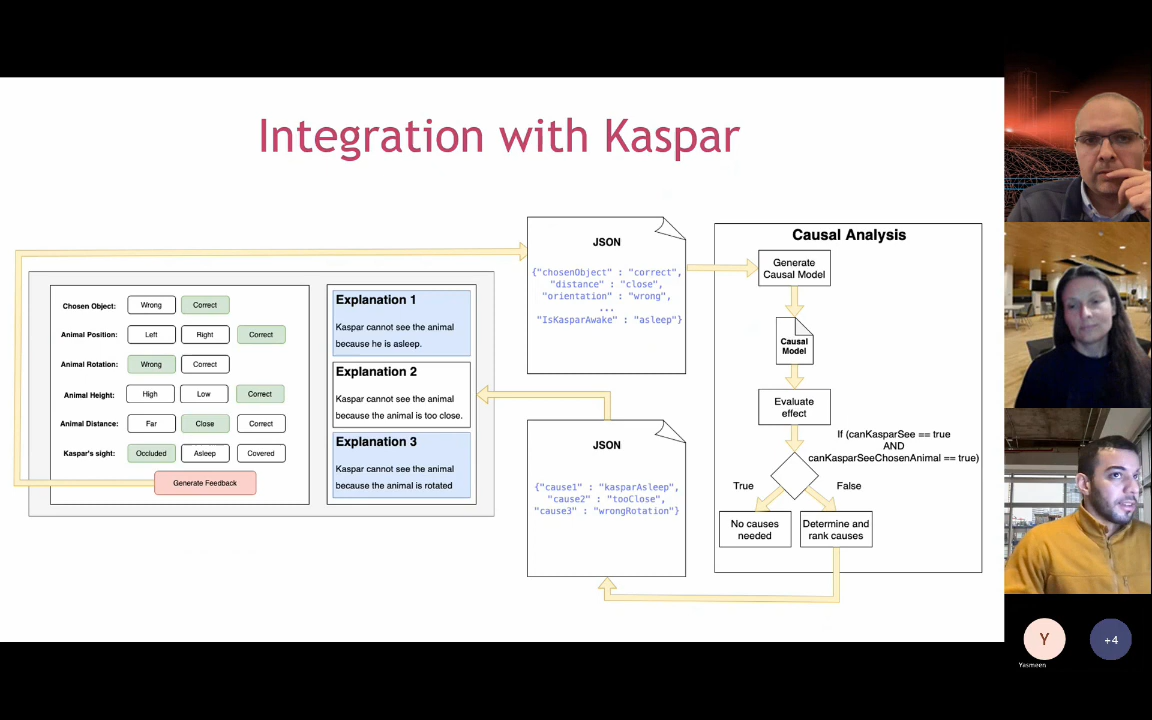 Integration with Kaspar
Chosen Object: Wrong Correct
Animal Position: Left Right Correct
Animal Rotation: Wrong Correct
Animal Height: High Low Correct
Animal Distance: Far Close Correct
Kaspar's sight: Occluded Asleep Covered
Generate Feedback
Explanation 1
Kaspar cannot see the animal
because he is asleep.
Explanation 2
Kaspar cannot see the animal
because the animal is too close.
Explanation 3
Kaspar cannot see the animal
because the animal is rotated
JSON
{"chosenObject" : "correct",
"distance" : "close",
"orientation" : "wrong",
...
"IsKasparAwake" : "asleep"}
JSON
{"cause1" : "kasparAsleep",
"cause2" : "tooClose",
"cause3" : "wrongRotation"}
Causal Analysis
Generate
Causal Model
Causal
Model
Evaluate
effect
If (canKasparSee == true
AND
canKasparSeeChosenAnimal == true)
True
False
No causes
needed
Determine and
rank causes
Y
Yasmeen
+4